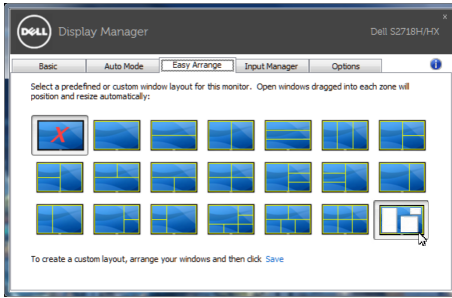 x
DELL Display Manager
Dell S2718H/HX
Basic Auto Mode Easy Arrange Input Manager Options i
Select a predefined or custom window layout for this monitor. Open windows dragged into each zone will
position and resize automatically:
X
To create a custom layout, arrange your windows and then click Save